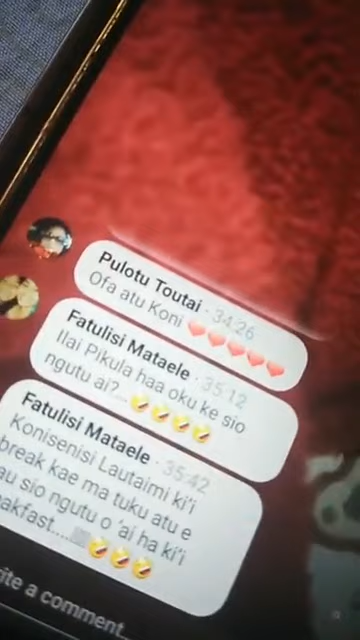 Pulotu Toutai · 34:26
Ofa atu Koni ❤❤❤❤❤
Fatulisi Mataele · 35:12
Ilai Pikula haa oku ke sio
ngutu ai?...🤣🤣🤣🤣
Fatulisi Mataele · 35:42
Konisenisi Lautaimi ki'i
break kae ma tuku atu e
au sio ngutu o 'ai ha ki'i
eakfast....🤣🤣🤣
rite a comment...